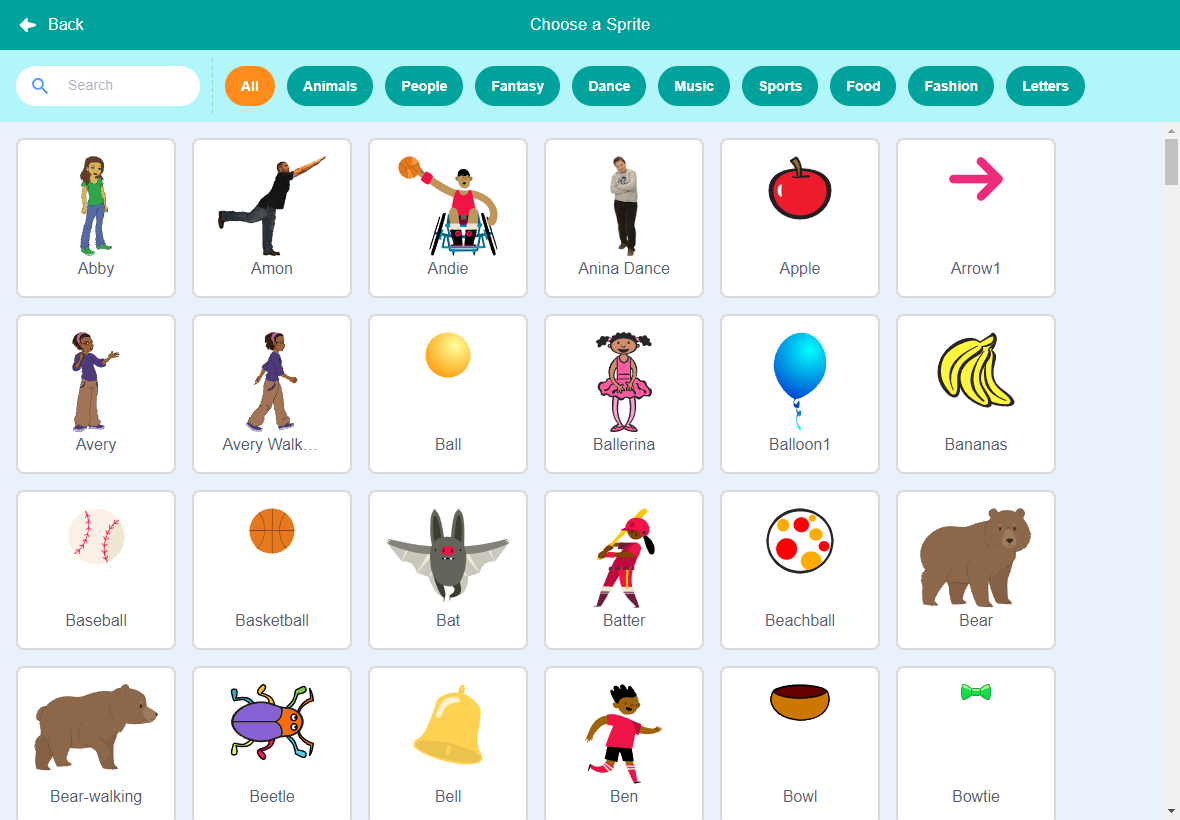 Back
Choose a Sprite
Search
All
Animals
People
Fantasy
Dance
Music
Sports
Food
Fashion
Letters
Abby
Amon
Andie
Anina Dance
Apple
Arrow1
Avery
Avery Walk...
Ball
Ballerina
Balloon1
Bananas
Baseball
Basketball
Bat
Batter
Beachball
Bear
Bear-walking
Beetle
Bell
Ben
Bowl
Bowtie